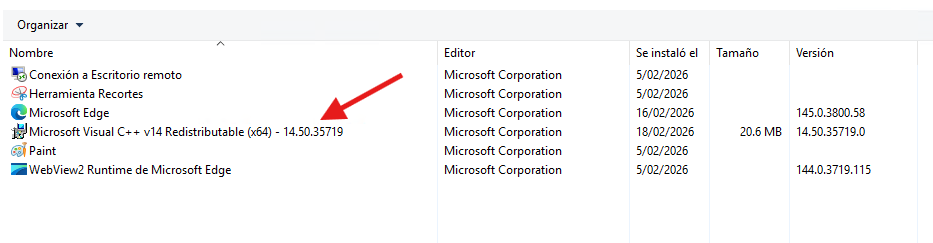 Organizar
Nombre Editor Se instaló el Tamaño Versión
Conexión a Escritorio remoto Microsoft Corporation 5/02/2026
Herramienta Recortes Microsoft Corporation 5/02/2026
Microsoft Edge Microsoft Corporation 16/02/2026 145.0.3800.58
Microsoft Visual C++ v14 Redistributable (x64) - 14.50.35719 Microsoft Corporation 18/02/2026 20.6 MB 14.50.35719.0
Paint Microsoft Corporation 5/02/2026
WebView2 Runtime de Microsoft Edge Microsoft Corporation 144.0.3719.115